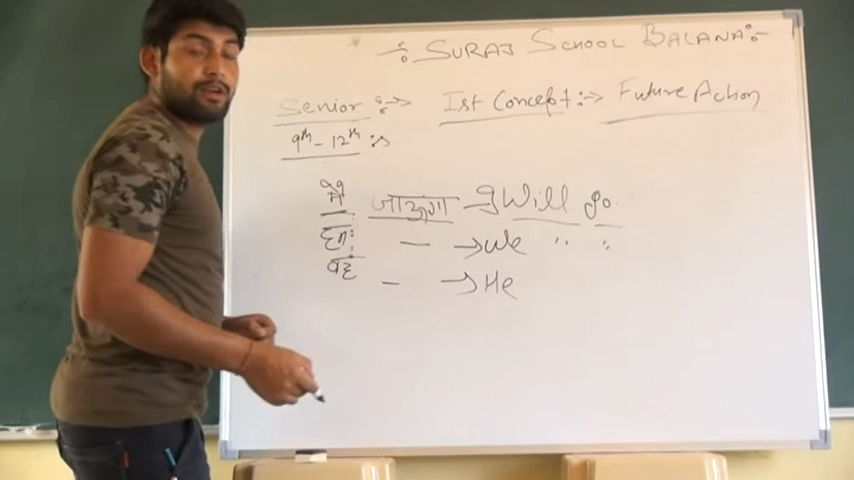 ÷ SURAJ SCHOOL BALANA :-
Senior :-> Ist Concept :-> Future Action
9th - 12th :->
मैं जाऊंगा - I Will go.
हम: - → We " "
वह - → He